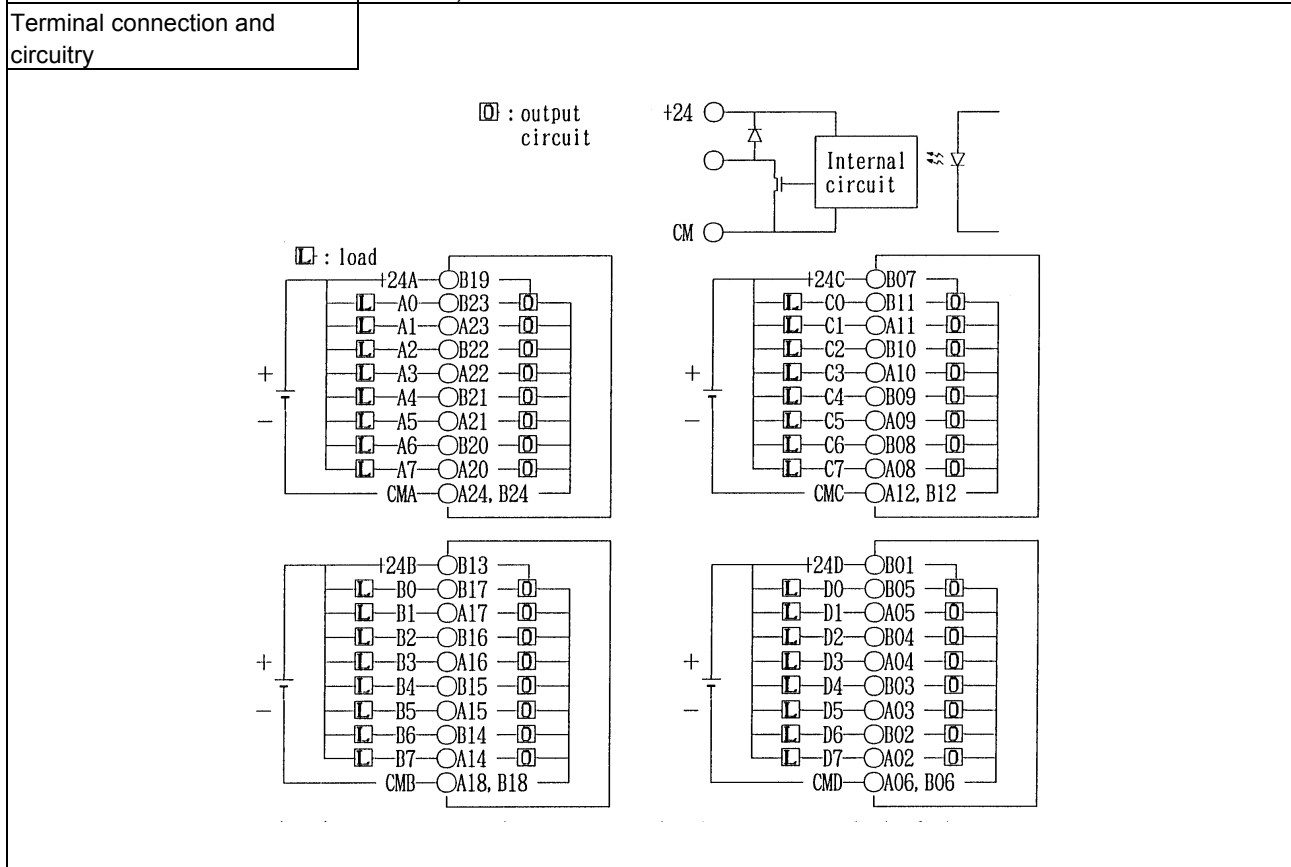 Terminal connection and
circuitry
O : output
circuit
+24
Internal
circuit
CM
L : load
+24A B19
L A0 B23 O
L A1 A23 O
L A2 B22 O
L A3 A22 O
L A4 B21 O
L A5 A21 O
L A6 B20 O
L A7 A20 O
CMA A24, B24
+
−
+24C B07
L C0 B11 O
L C1 A11 O
L C2 B10 O
L C3 A10 O
L C4 B09 O
L C5 A09 O
L C6 B08 O
L C7 A08 O
CMC A12, B12
+
−
+24B B13
L B0 B17 O
L B1 A17 O
L B2 B16 O
L B3 A16 O
L B4 B15 O
L B5 A15 O
L B6 B14 O
L B7 A14 O
CMB A18, B18
+
−
+24D B01
L D0 B05 O
L D1 A05 O
L D2 B04 O
L D3 A04 O
L D4 B03 O
L D5 A03 O
L D6 B02 O
L D7 A02 O
CMD A06, B06
+
−